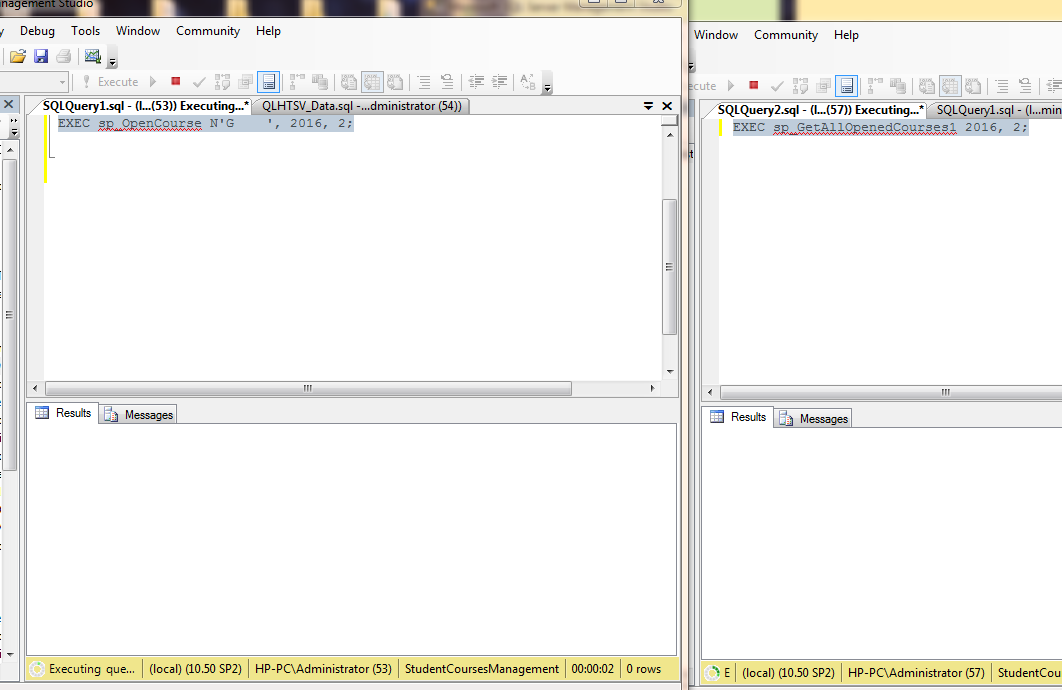 anagement Studio
Debug Tools Window Community Help
Execute
SQLQuery1.sql - (l...(53)) Executing...* QLHTSV_Data.sql -...dministrator (54))
EXEC sp_OpenCourse N'G ', 2016, 2;
Results Messages
Executing que... (local) (10.50 SP2) HP-PC\Administrator (53) StudentCoursesManagement 00:00:02 0 rows
Window Community Help
ecute
SQLQuery2.sql - (l...(57)) Executing...* SQLQuery1.sql - (l...min
EXEC sp_GetAllOpenedCourses1 2016, 2;
Results Messages
E (local) (10.50 SP2) HP-PC\Administrator (57) StudentCou